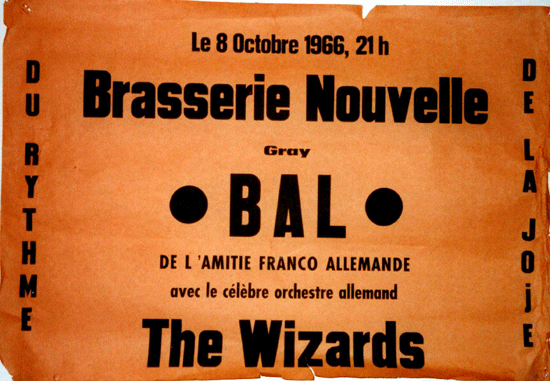 Le 8 Octobre 1966, 21 h
Brasserie Nouvelle
Gray
• BAL •
DE L'AMITIE FRANCO ALLEMANDE
avec le célèbre orchestre allemand
The Wizards
DU RYTHME
DE LA JOjE